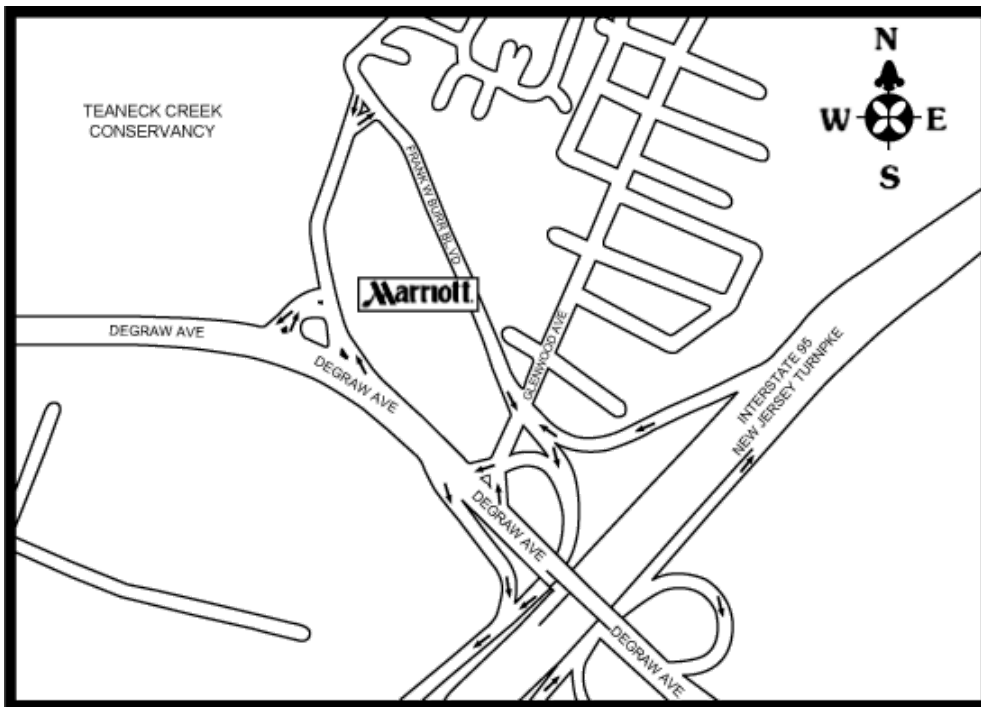 N
W E
S
TEANECK CREEK
CONSERVANCY
FRANK W BURR BLVD
Marriott
DEGRAW AVE
DEGRAW AVE
GLENWOOD AVE
INTERSTATE 95
NEW JERSEY TURNPKE
DEGRAW AVE
DEGRAW AVE